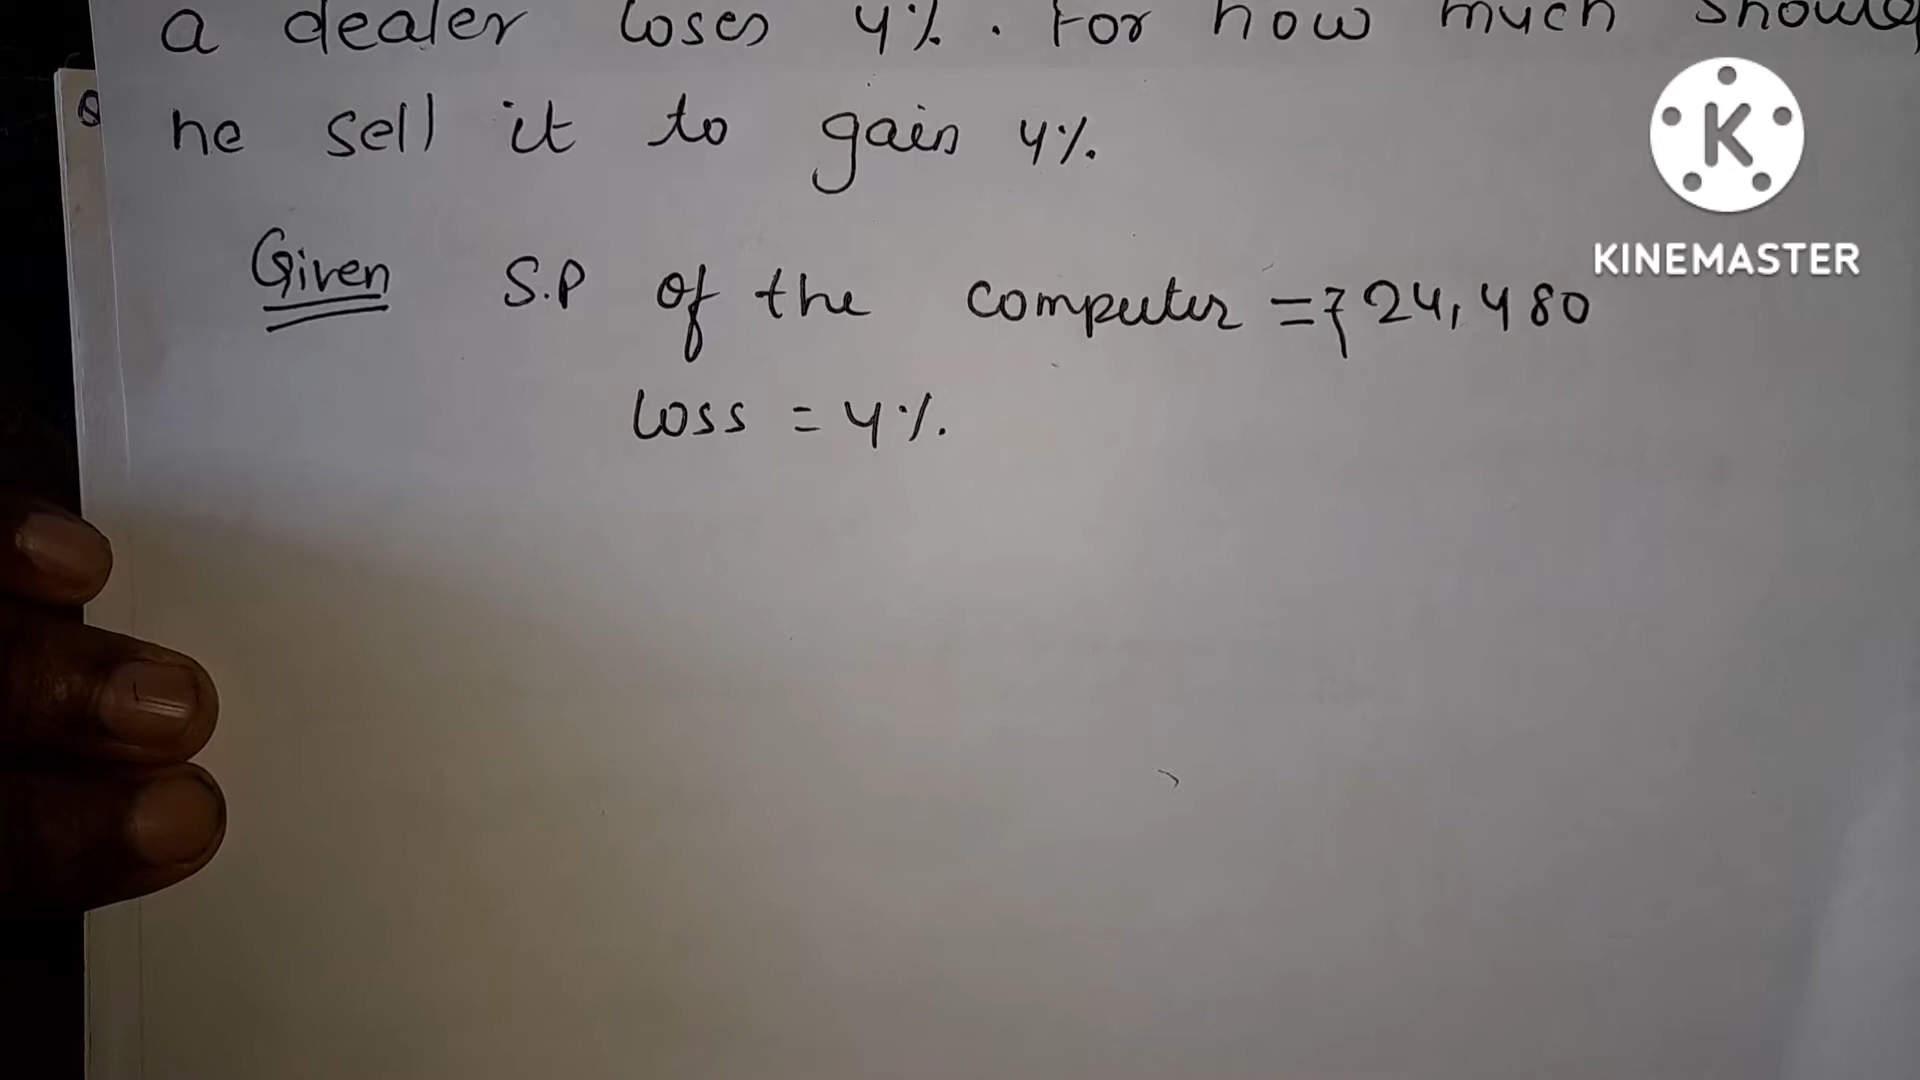 a dealer loses 4%. For how much should
he sell it to gain 4%.
KINEMASTER
Given S.P of the computer = ₹ 24,480
loss = 4%.